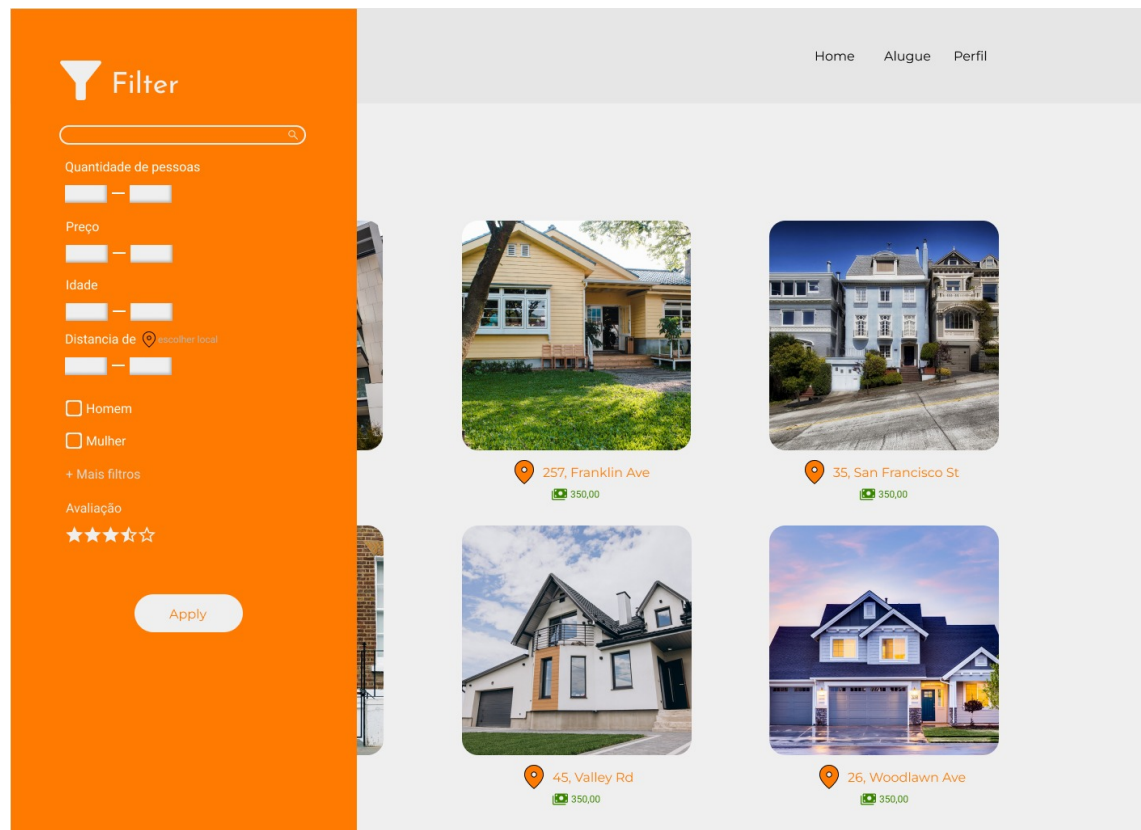 Home Alugue Perfil
Filter
Quantidade de pessoas
Preço
Idade
Distancia de escolher local
Homem
Mulher
+ Mais filtros
Avaliação
Apply
257, Franklin Ave
350,00
35, San Francisco St
350,00
45, Valley Rd
350,00
26, Woodlawn Ave
350,00